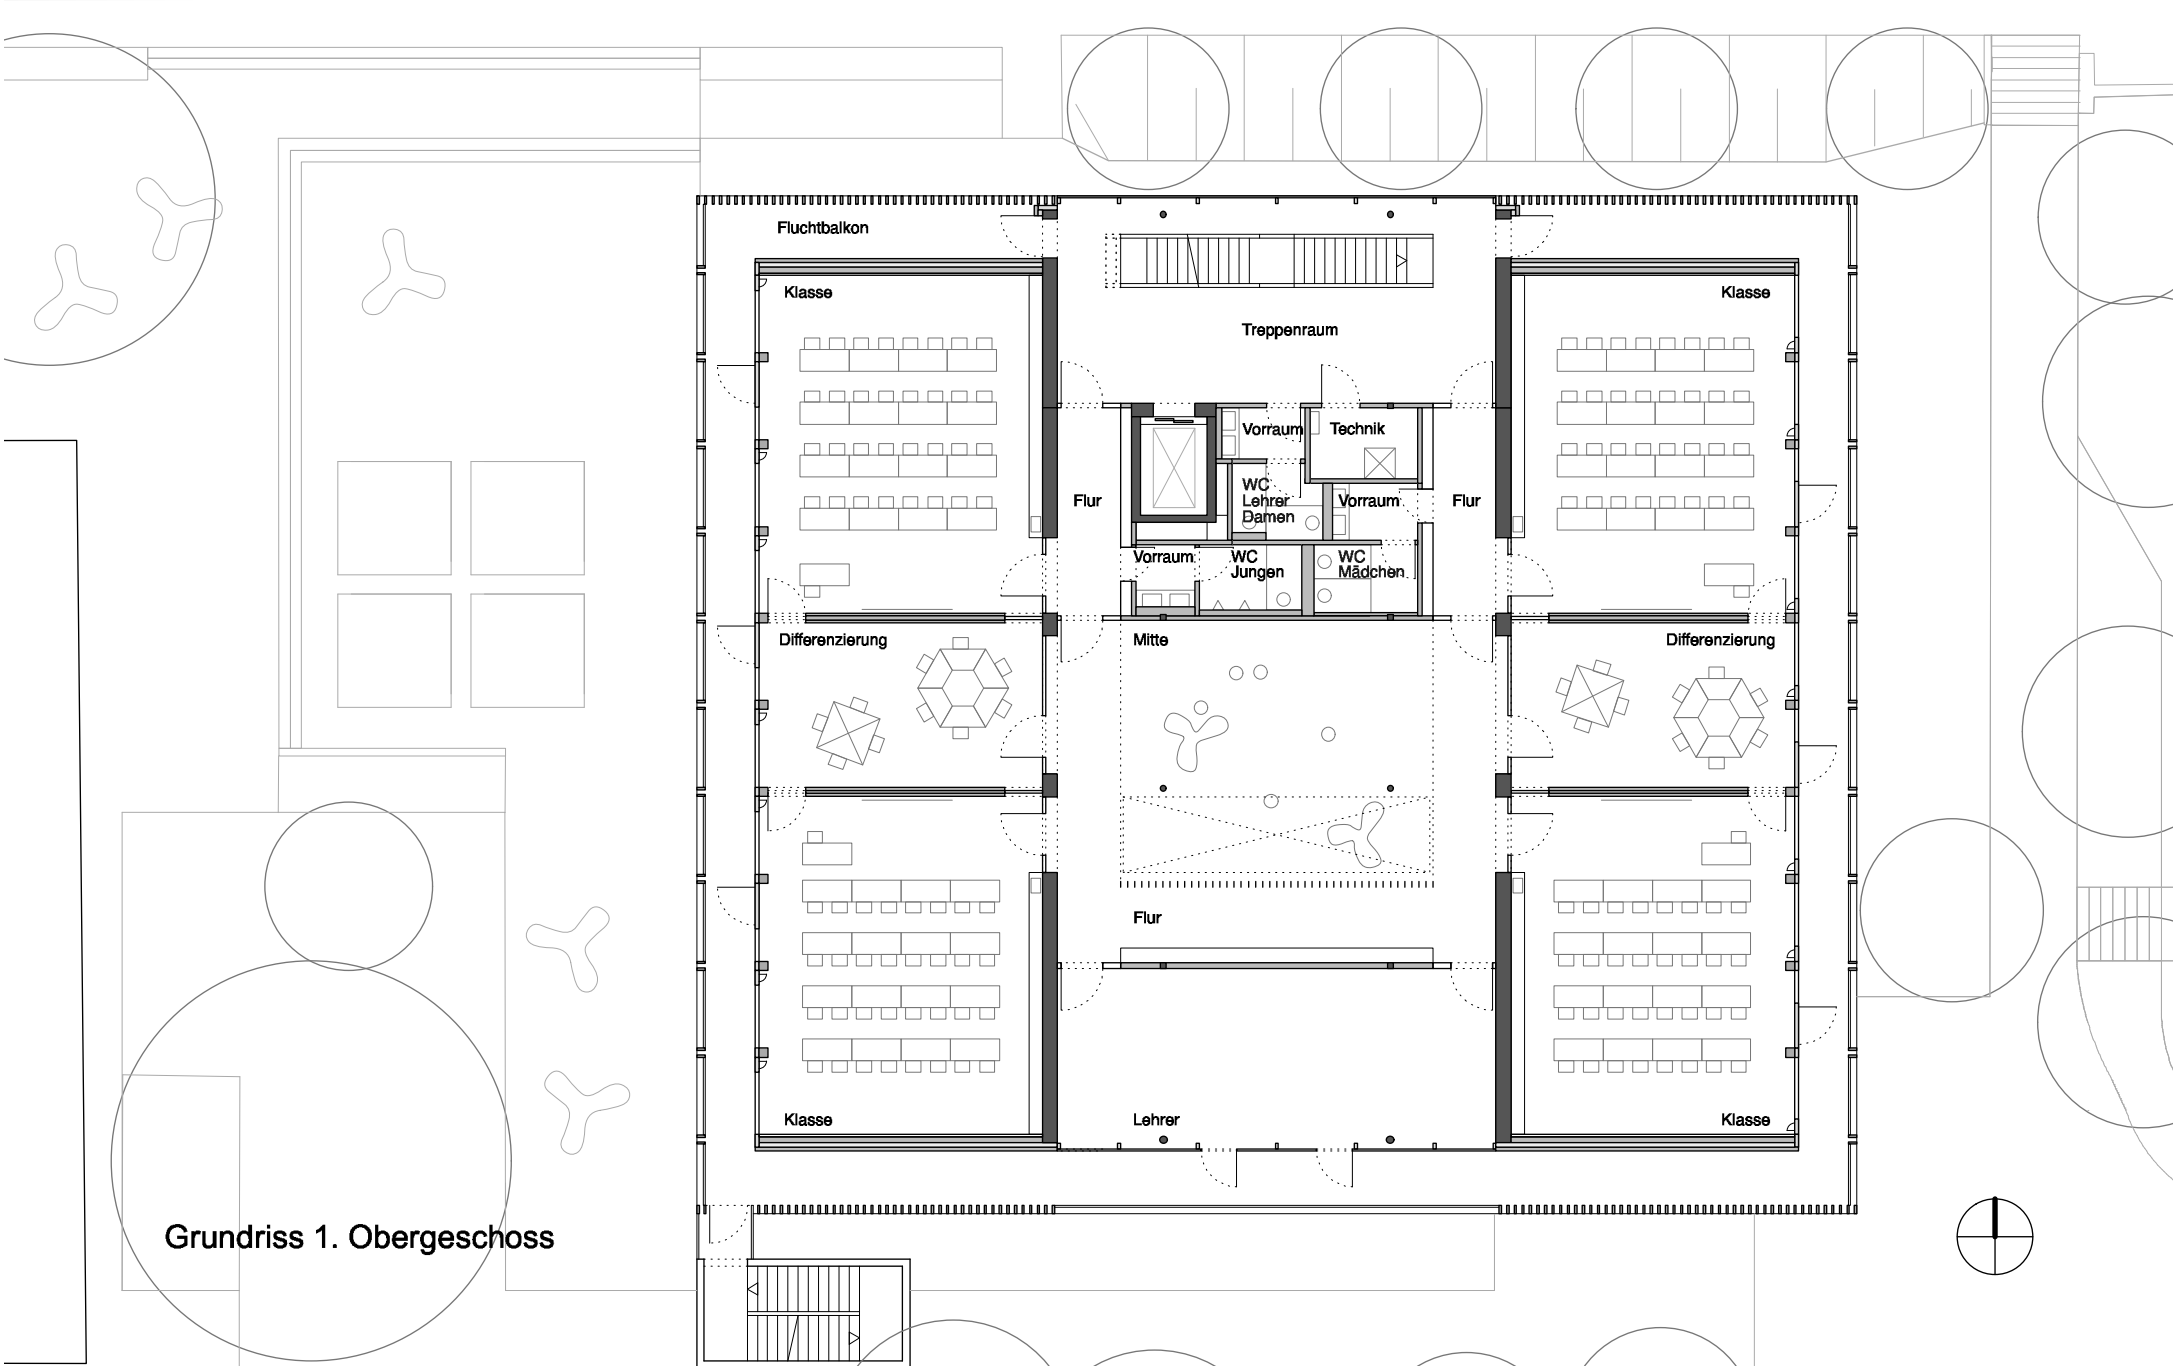 Fluchtbalkon
Klasse
Klasse
Treppenraum
Vorraum
Technik
WC
Lehrer
Damen
Vorraum
Flur
Flur
Vorraum
WC
Jungen
WC
Mädchen
Differenzierung
Mitte
Differenzierung
Flur
Klasse
Lehrer
Klasse
Grundriss 1. Obergeschoss